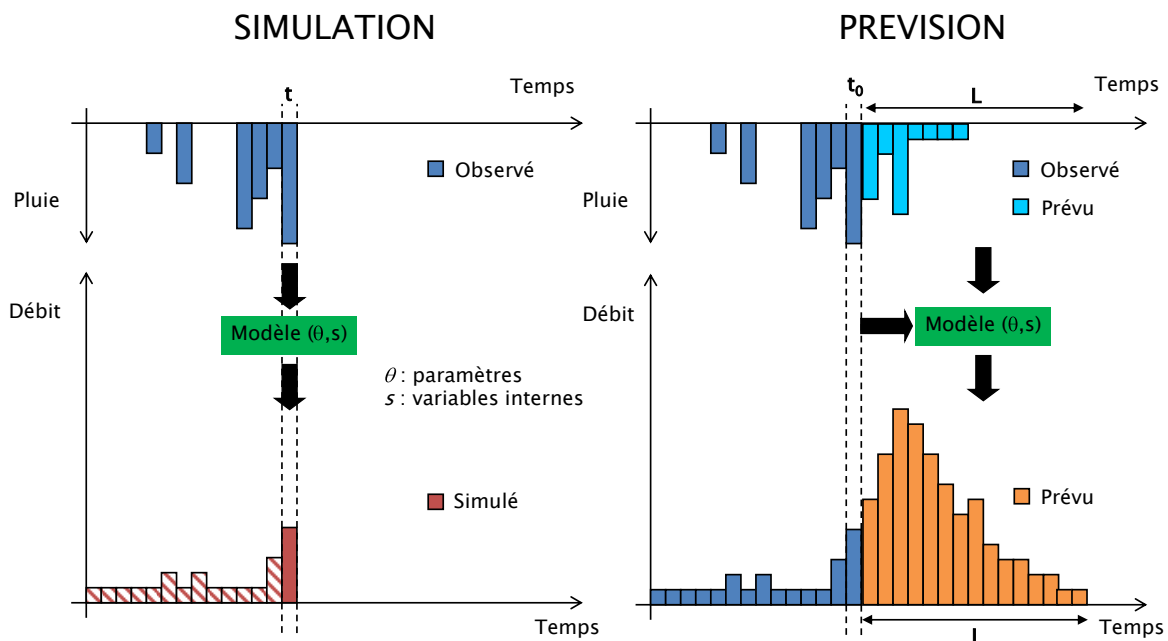 SIMULATION
t
Temps
Observé
Pluie
Débit
Modèle (θ,s)
θ : paramètres
s : variables internes
Simulé
Temps
PREVISION
t₀
L
Temps
Observé
Prévu
Pluie
Débit
Modèle (θ,s)
Prévu
L
Temps